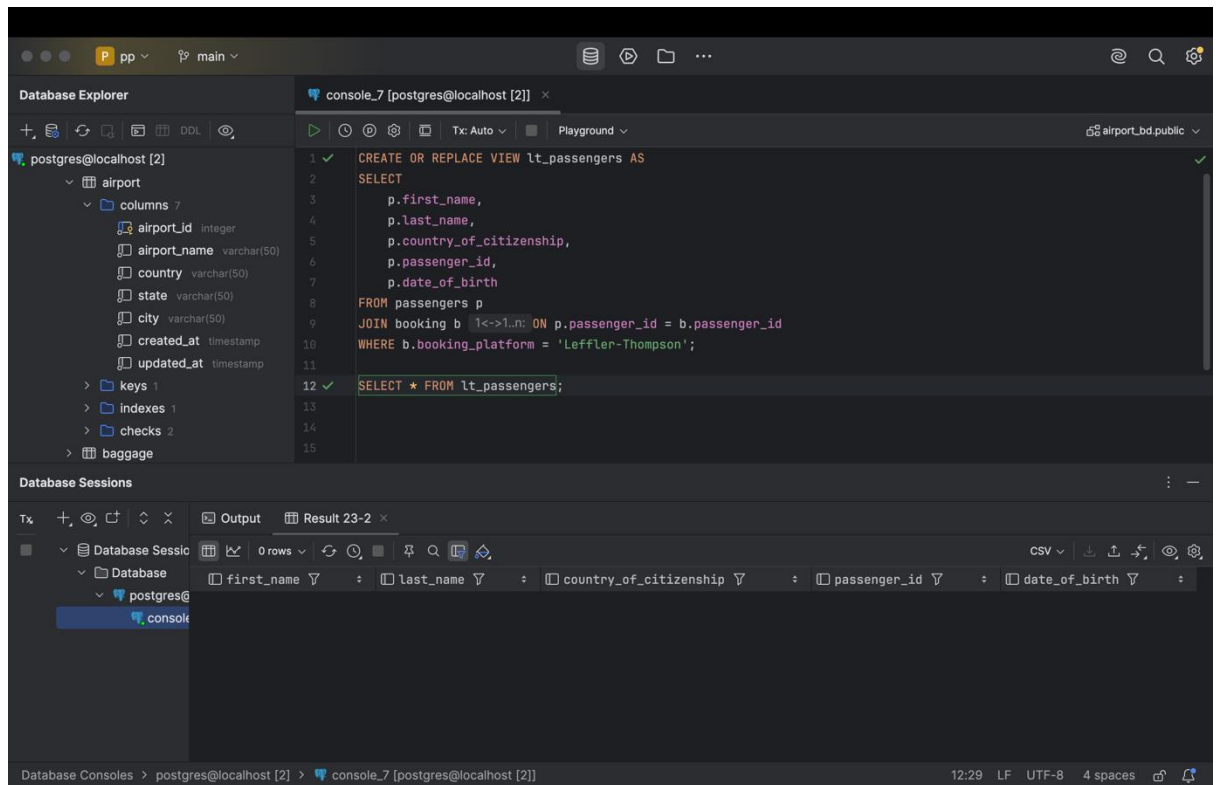 P pp main
Database Explorer
console_7 [postgres@localhost [2]]
DDL
Tx: Auto
Playground
airport_bd.public
postgres@localhost [2]
airport
columns 7
airport_id integer
airport_name varchar(50)
country varchar(50)
state varchar(50)
city varchar(50)
created_at timestamp
updated_at timestamp
keys 1
indexes 1
checks 2
baggage
1 CREATE OR REPLACE VIEW lt_passengers AS
2 SELECT
3 p.first_name,
4 p.last_name,
5 p.country_of_citizenship,
6 p.passenger_id,
7 p.date_of_birth
8 FROM passengers p
9 JOIN booking b 1<->1..n: ON p.passenger_id = b.passenger_id
10 WHERE b.booking_platform = 'Leffler-Thompson';
11
12 SELECT * FROM lt_passengers;
13
14
15
Database Sessions
Tx
Output
Result 23-2
Database Sessic
Database
postgres@
console
0 rows
CSV
first_name last_name country_of_citizenship passenger_id date_of_birth
Database Consoles > postgres@localhost [2] > console_7 [postgres@localhost [2]]
12:29 LF UTF-8 4 spaces